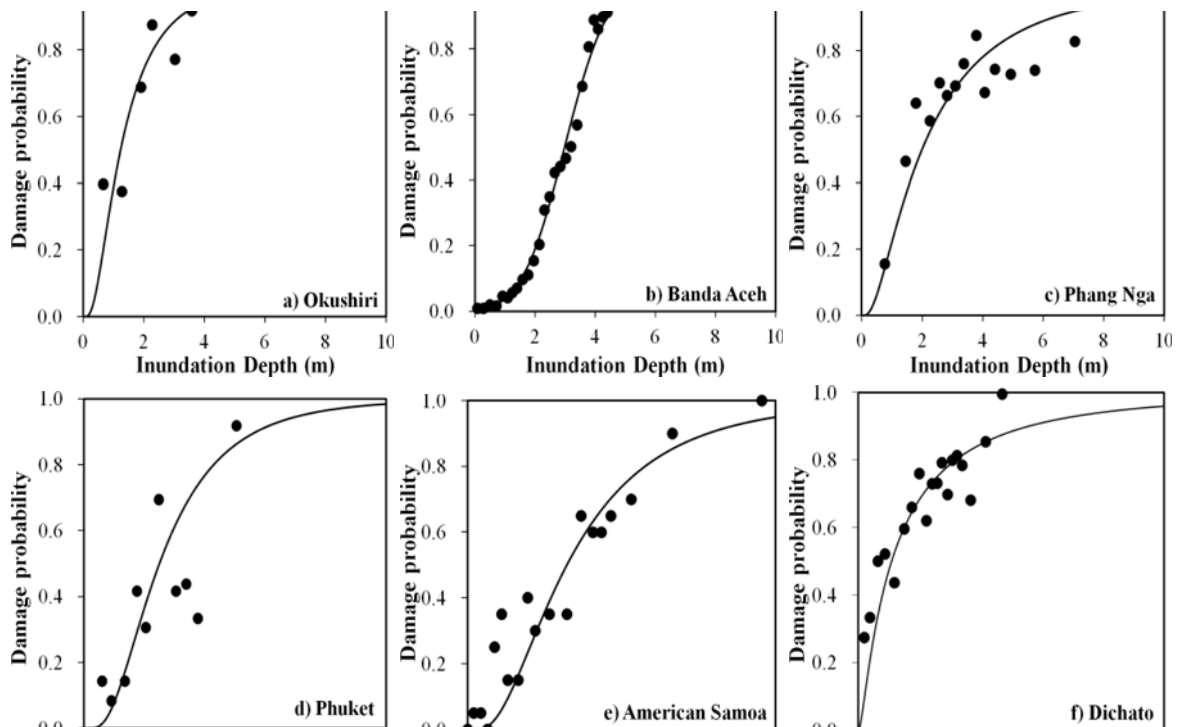 Damage probability
0.8
0.6
0.4
0.2
0.0
0 2 4 6 8 10
Inundation Depth (m)
a) Okushiri
Damage probability
0.8
0.6
0.4
0.2
0.0
0 2 4 6 8 10
Inundation Depth (m)
b) Banda Aceh
Damage probability
0.8
0.6
0.4
0.2
0.0
0 2 4 6 8 10
Inundation Depth (m)
c) Phang Nga
Damage probability
1.0
0.8
0.6
0.4
0.2
0.0
d) Phuket
Damage probability
1.0
0.8
0.6
0.4
0.2
0.0
e) American Samoa
Damage probability
1.0
0.8
0.6
0.4
0.2
0.0
f) Dichato